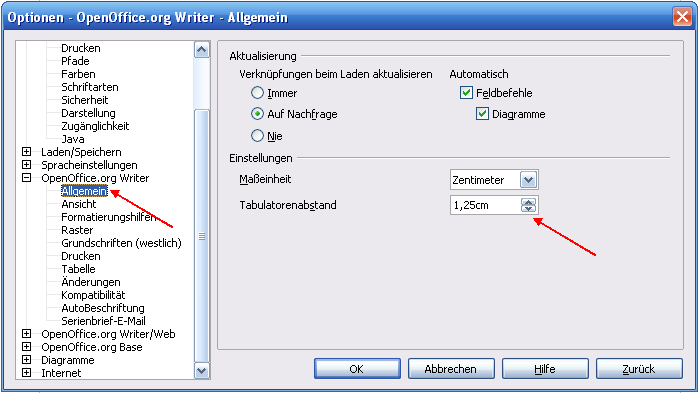 Optionen - OpenOffice.org Writer - Allgemein
Drucken
Pfade
Farben
Schriftarten
Sicherheit
Darstellung
Zugänglichkeit
Java
Laden/Speichern
Spracheinstellungen
OpenOffice.org Writer
Allgemein
Ansicht
Formatierungshilfen
Raster
Grundschriften (westlich)
Drucken
Tabelle
Änderungen
Kompatibilität
AutoBeschriftung
Serienbrief-E-Mail
OpenOffice.org Writer/Web
OpenOffice.org Base
Diagramme
Internet
Aktualisierung
Verknüpfungen beim Laden aktualisieren
Immer
Auf Nachfrage
Nie
Automatisch
Feldbefehle
Diagramme
Einstellungen
Maßeinheit Zentimeter
Tabulatorenabstand 1,25cm
OK Abbrechen Hilfe Zurück